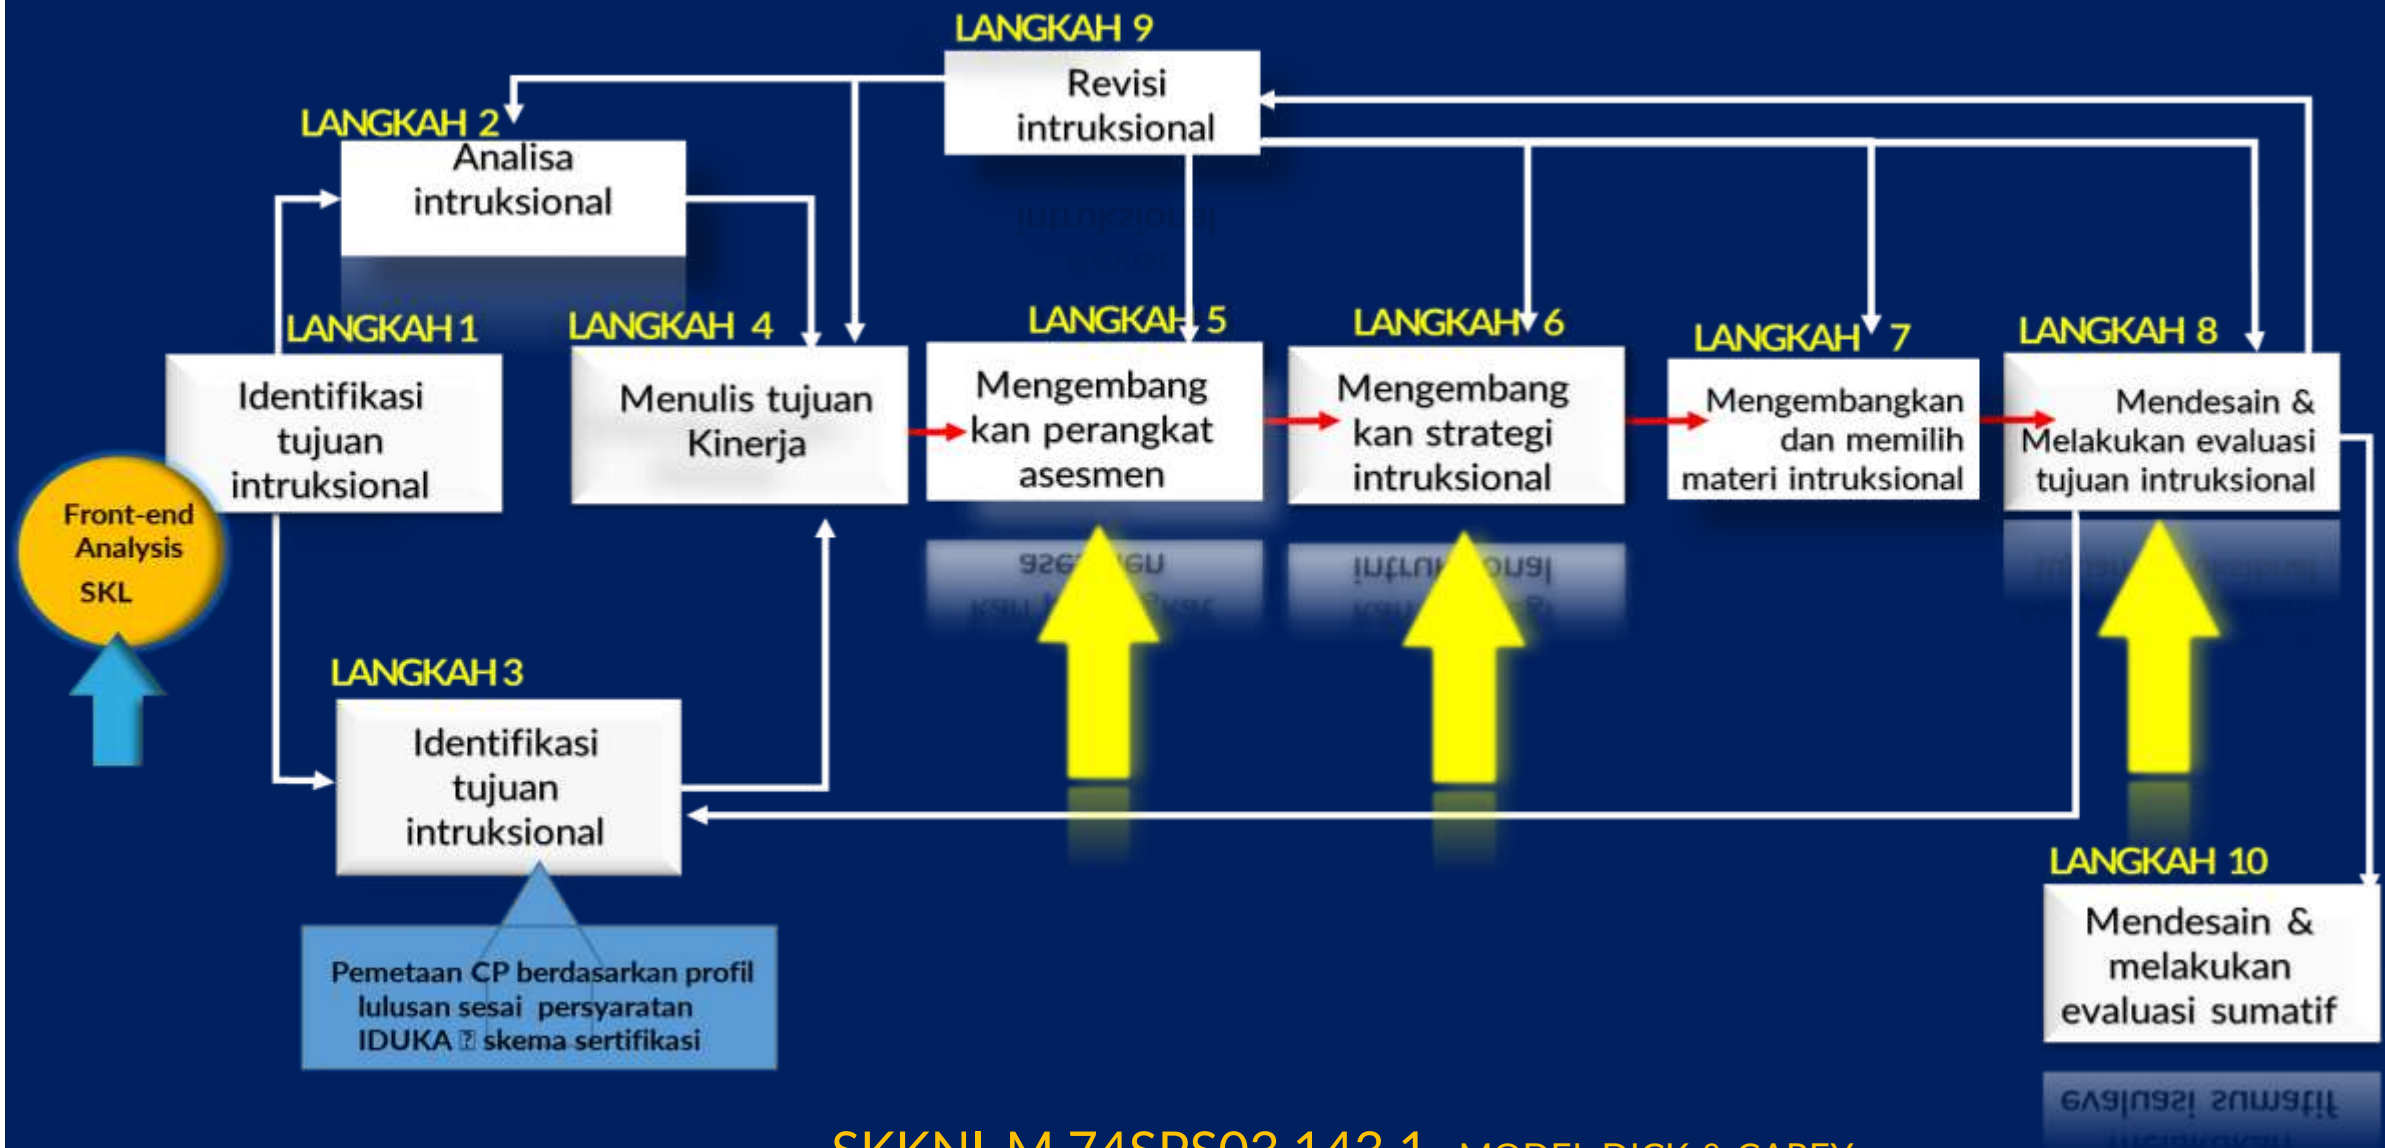 LANGKAH 9
Revisi
intruksional
LANGKAH 2
Analisa
intruksional
LANGKAH 1
Identifikasi
tujuan
intruksional
Front-end
Analysis
SKL
LANGKAH 3
Identifikasi
tujuan
intruksional
Pemetaan CP berdasarkan profil
lulusan sesai persyaratan
IDUKA skema sertifikasi
LANGKAH 4
Menulis tujuan
Kinerja
LANGKAH 5
Mengembang
kan perangkat
asesmen
LANGKAH 6
Mengembang
kan strategi
intruksional
LANGKAH 7
Mengembangkan
dan memilih
materi intruksional
LANGKAH 8
Mendesain &
Melakukan evaluasi
tujuan intruksional
LANGKAH 10
Mendesain &
melakukan
evaluasi sumatif
MODEL DICK & CAREY